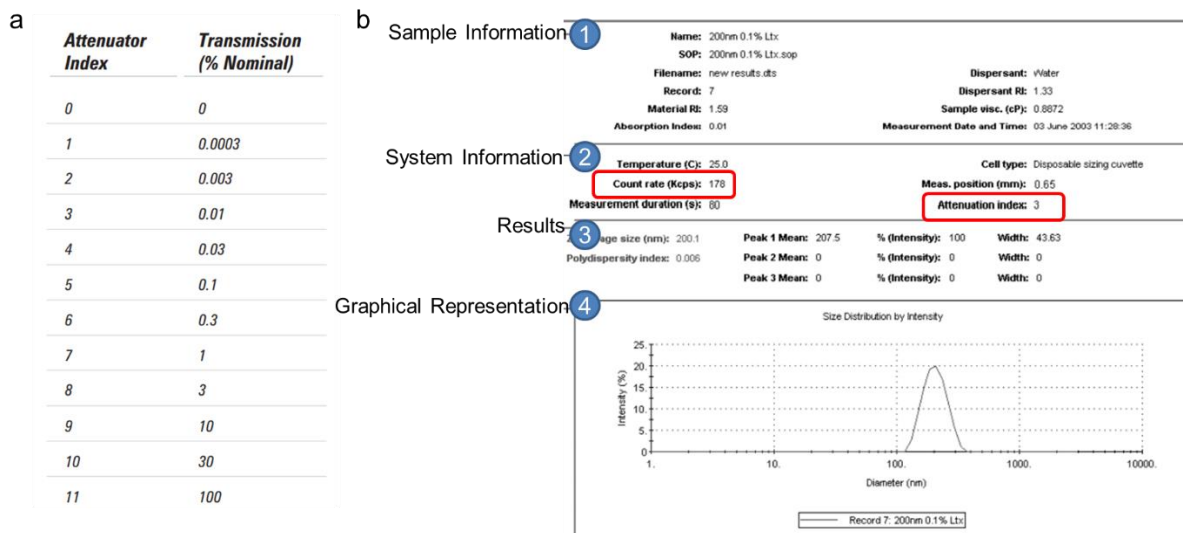 a
Attenuator Index Transmission (% Nominal)
0 0
1 0.0003
2 0.003
3 0.01
4 0.03
5 0.1
6 0.3
7 1
8 3
9 10
10 30
11 100
b
Sample Information 1
Name: 200nm 0.1% Ltx
SOP: 200nm 0.1% Ltx.sop
Filename: new results.dts Dispersant: Water
Record: 7 Dispersant RI: 1.33
Material RI: 1.59 Sample visc. (cP): 0.8872
Absorption Index: 0.01 Measurement Date and Time: 03 June 2003 11:28:36
System Information 2
Temperature (C): 25.0 Cell type: Disposable sizing cuvette
Count rate (Kcps): 178 Meas. position (mm): 0.65
Measurement duration (s): 80 Attenuation index: 3
Results 3
age size (nm): 200.1 Peak 1 Mean: 207.5 % (Intensity): 100 Width: 43.63
Polydispersity index: 0.006 Peak 2 Mean: 0 % (Intensity): 0 Width: 0
Peak 3 Mean: 0 % (Intensity): 0 Width: 0
Graphical Representation 4
Size Distribution by Intensity
Intensity (%)
25.
20.
15.
10.
5.
0
1. 10. 100. 1000. 10000.
Diameter (nm)
Record 7: 200nm 0.1% Ltx